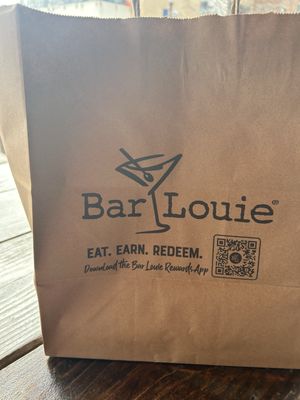 Bar Louie®
EAT. EARN. REDEEM.
Download the Bar Louie Rewards App